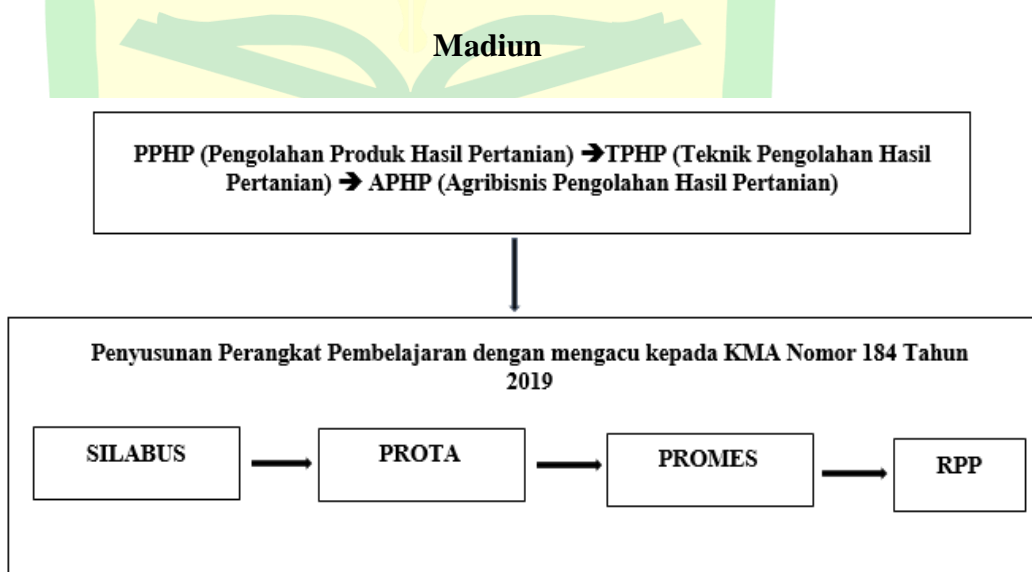 Madiun
PPHP (Pengolahan Produk Hasil Pertanian) ➔TPHP (Teknik Pengolahan Hasil
Pertanian) ➔ APHP (Agribisnis Pengolahan Hasil Pertanian)
Penyusunan Perangkat Pembelajaran dengan mengacu kepada KMA Nomor 184 Tahun
2019
SILABUS
PROTA
PROMES
RPP